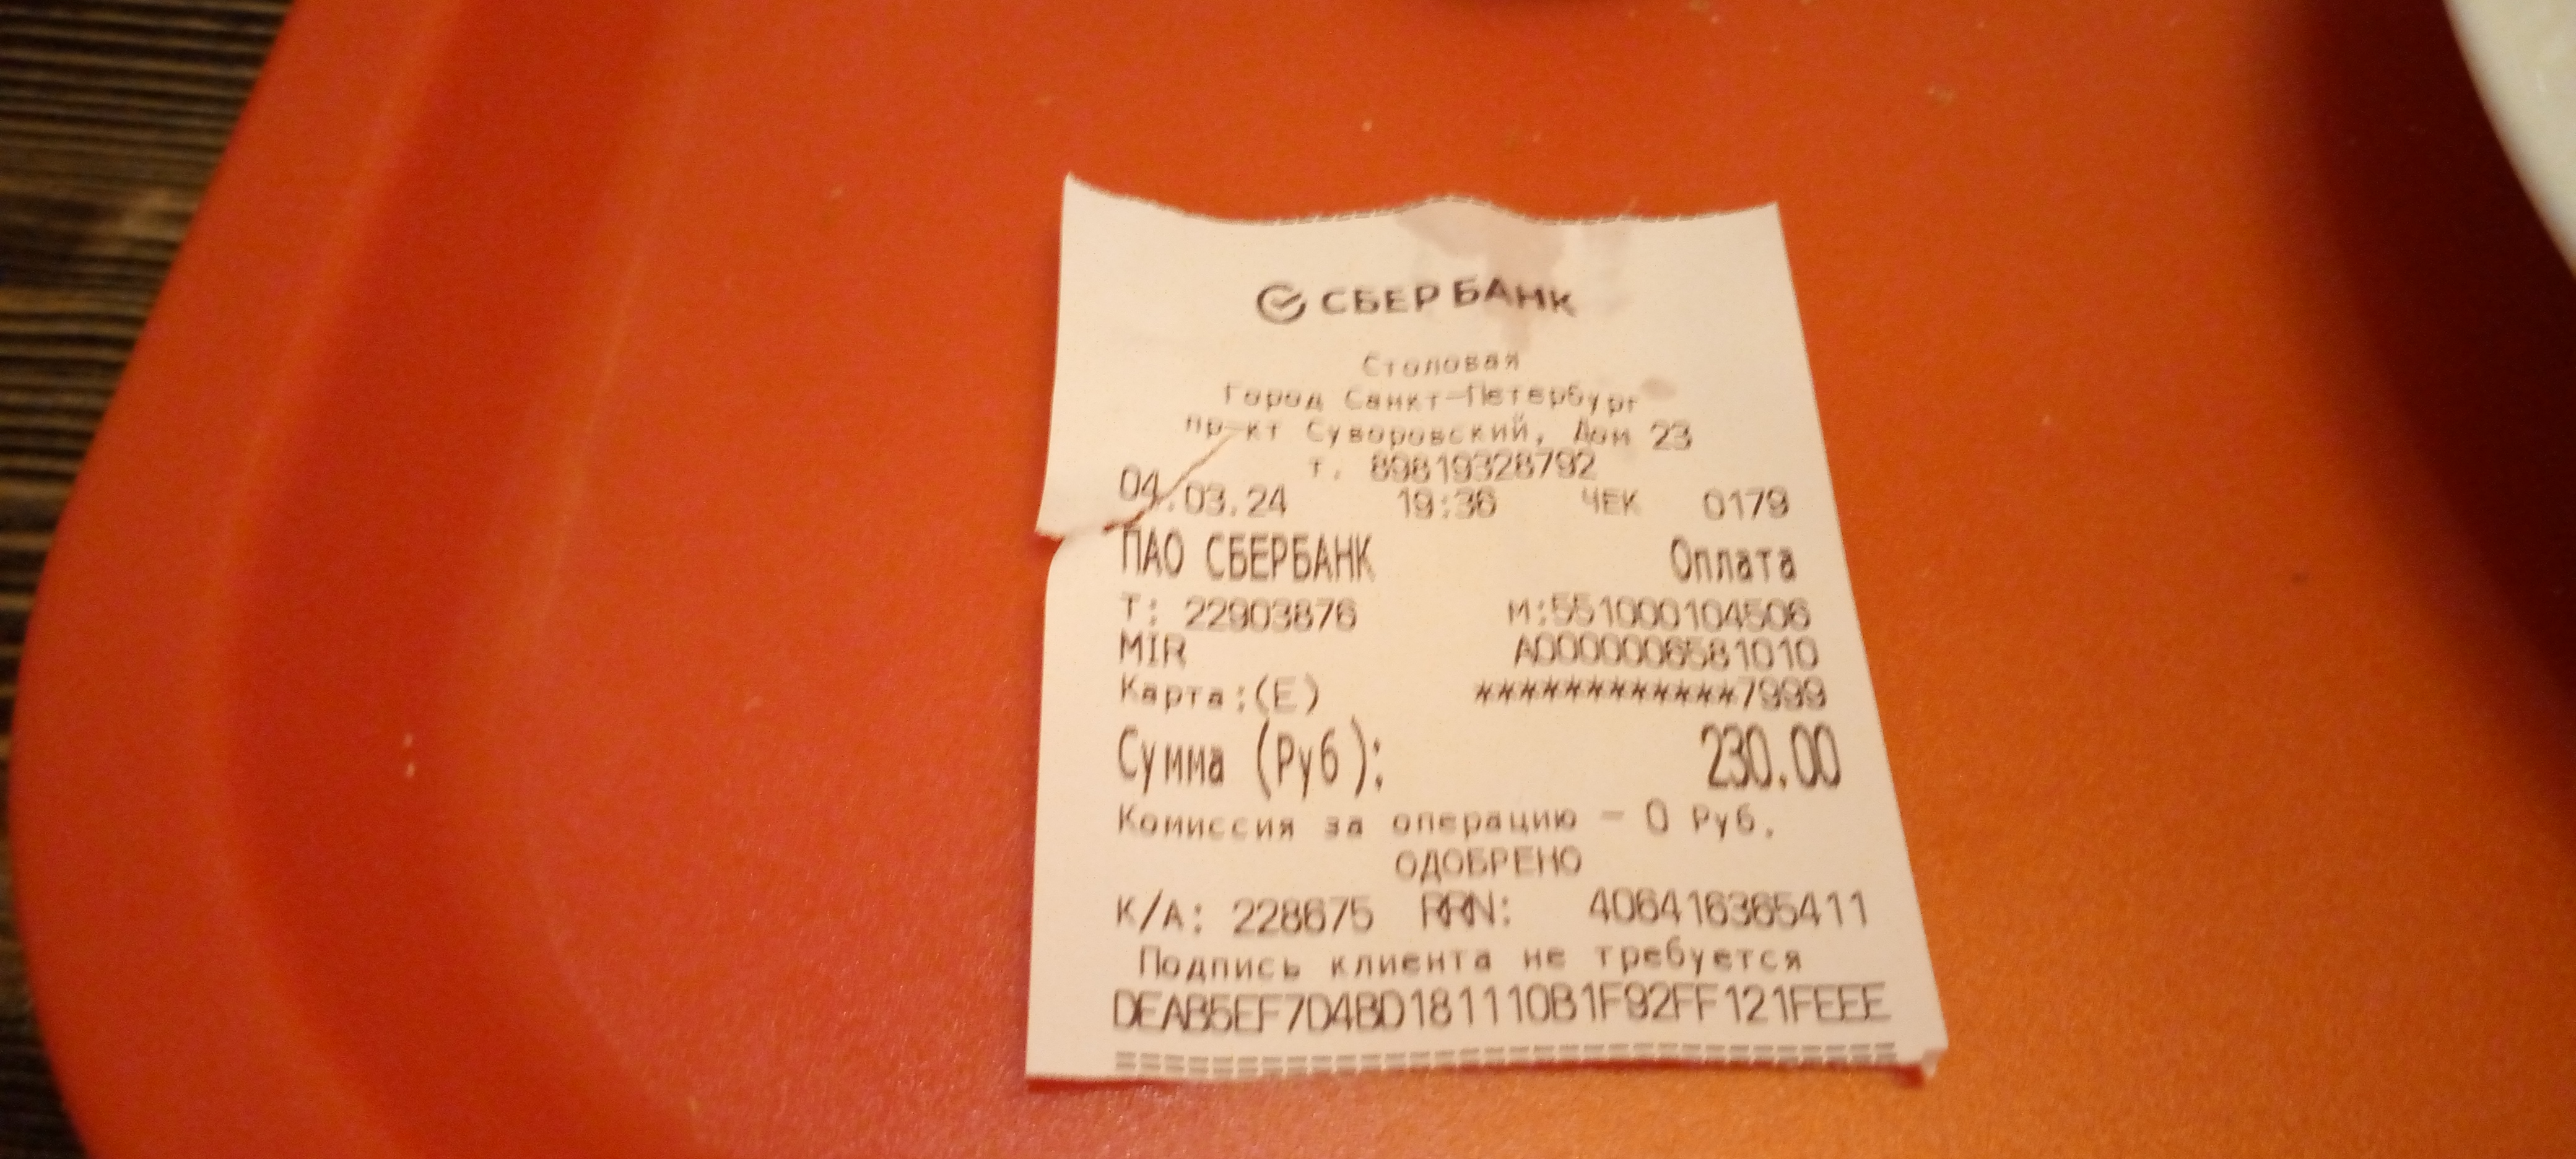 СБЕР БАНК
Столовая
Город Санкт-Петербург
пр-кт Суворовский, Дом 23
т. 89819328792
04.03.24 19:36 ЧЕК 0179
ПАО СБЕРБАНК Оплата
Т: 22903876 М:551000104506
MIR A0000006581010
Карта:(E) ************7999
Сумма (Руб): 230.00
Комиссия за операцию - 0 Руб.
ОДОБРЕНО
К/А: 228675 RRN: 406416365411
Подпись клиента не требуется
DEAB5EF7D4BD181110B1F92FF121FEEE